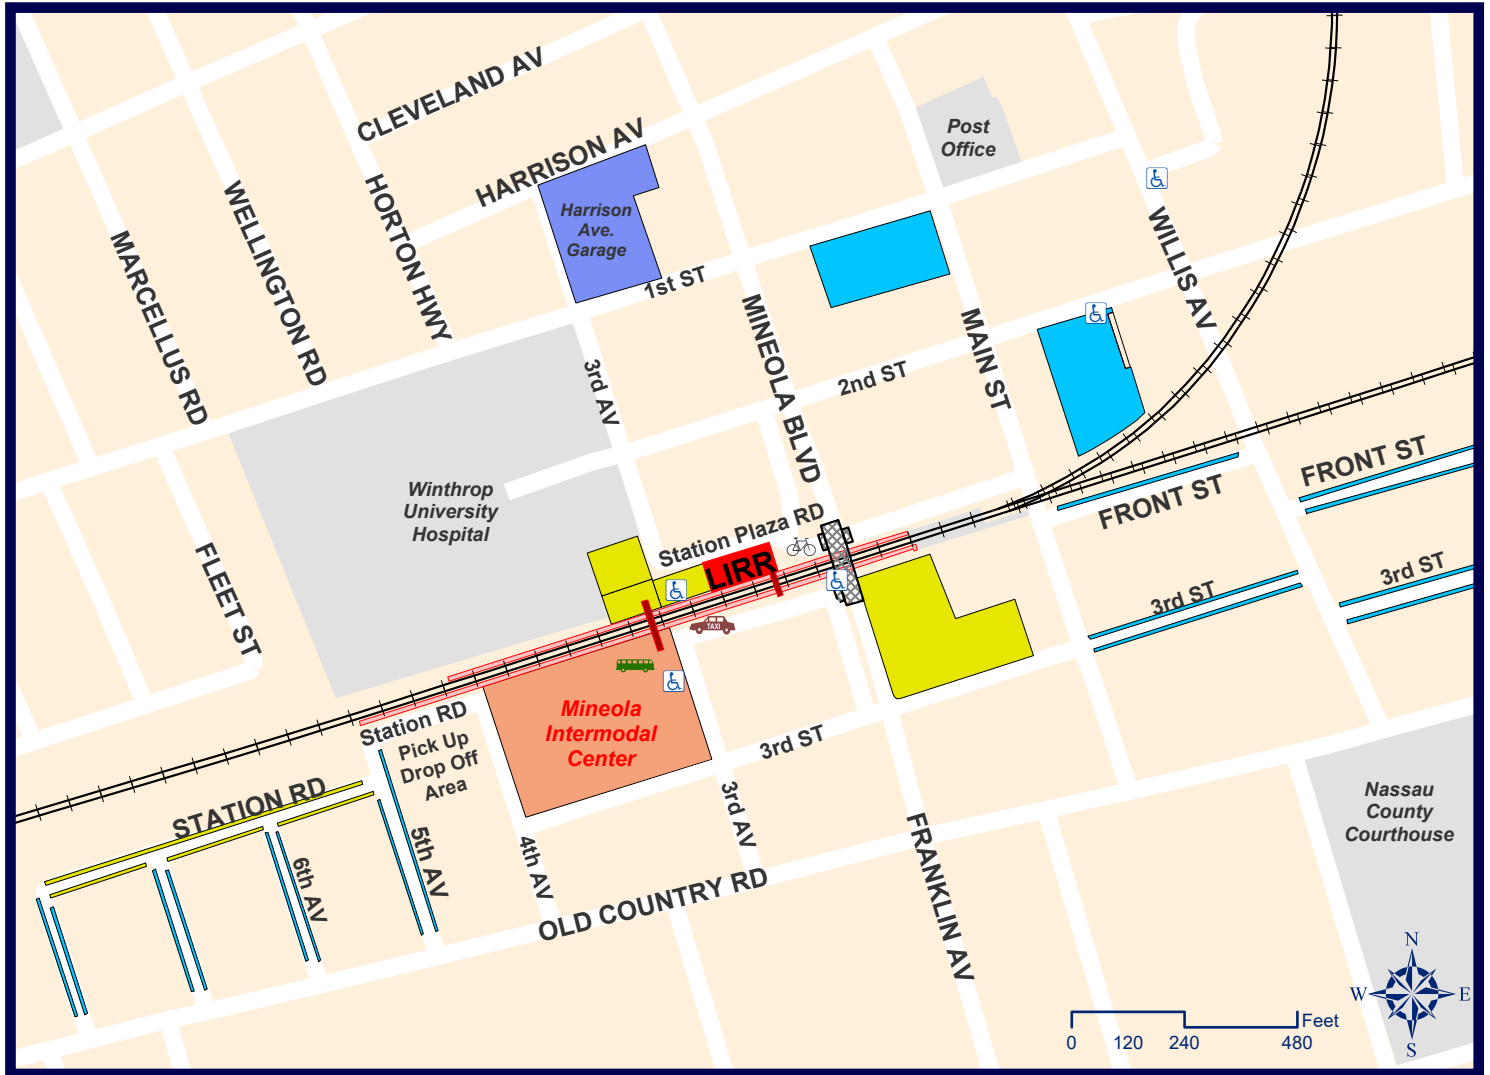 CLEVELAND AV
HARRISON AV
Post
Office
HORTON HWY
WELLINGTON RD
MARCELLUS RD
Harrison
Ave.
Garage
WILLIS AV
1st ST
MINEOLA BLVD
MAIN ST
3rd AV
2nd ST
FRONT ST
FRONT ST
Winthrop
University
Hospital
Station Plaza RD
LIRR
FLEET ST
TAXI
3rd ST
3rd ST
Station RD
Pick Up
Drop Off
Area
Mineola
Intermodal
Center
3rd ST
STATION RD
3rd AV
Nassau
County
Courthouse
5th AV
4th AV
6th AV
OLD COUNTRY RD
FRANKLIN AV
N
W
E
S
Feet
0
120
240
480